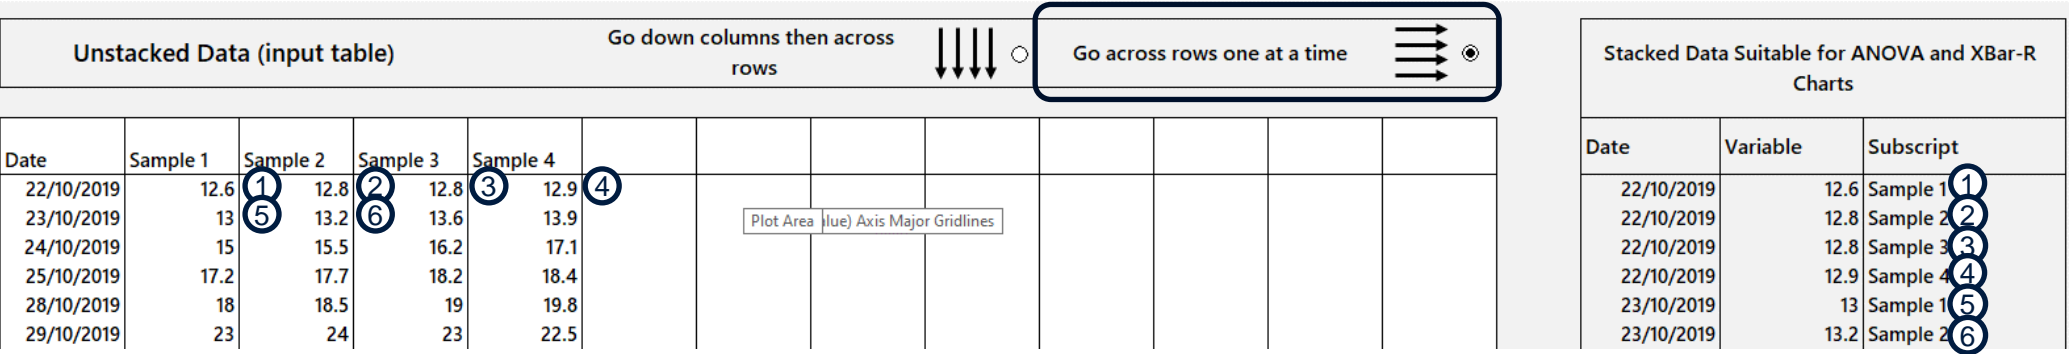 Unstacked Data (input table)
Go down columns then across
rows
Go across rows one at a time
Stacked Data Suitable for ANOVA and XBar-R
Charts
Date Sample 1 Sample 2 Sample 3 Sample 4
22/10/2019 12.6 1 12.8 2 12.8 3 12.9 4
23/10/2019 13 5 13.2 6 13.6 13.9
24/10/2019 15 15.5 16.2 17.1
25/10/2019 17.2 17.7 18.2 18.4
28/10/2019 18 18.5 19 19.8
29/10/2019 23 24 23 22.5
Plot Area lue) Axis Major Gridlines
Date Variable Subscript
22/10/2019 12.6 Sample 1 1
22/10/2019 12.8 Sample 2 2
22/10/2019 12.8 Sample 3 3
22/10/2019 12.9 Sample 4 4
23/10/2019 13 Sample 1 5
23/10/2019 13.2 Sample 2 6